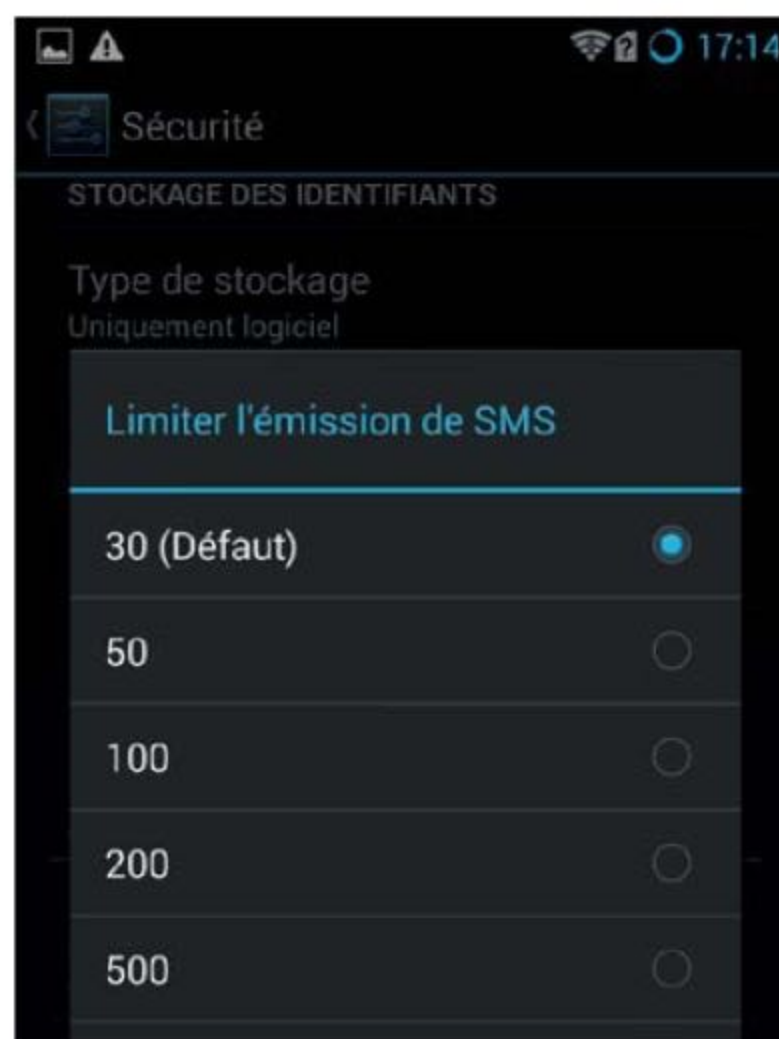 17:14
Sécurité
STOCKAGE DES IDENTIFIANTS
Type de stockage
Uniquement logiciel
Limiter l'émission de SMS
30 (Défaut)
50
100
200
500